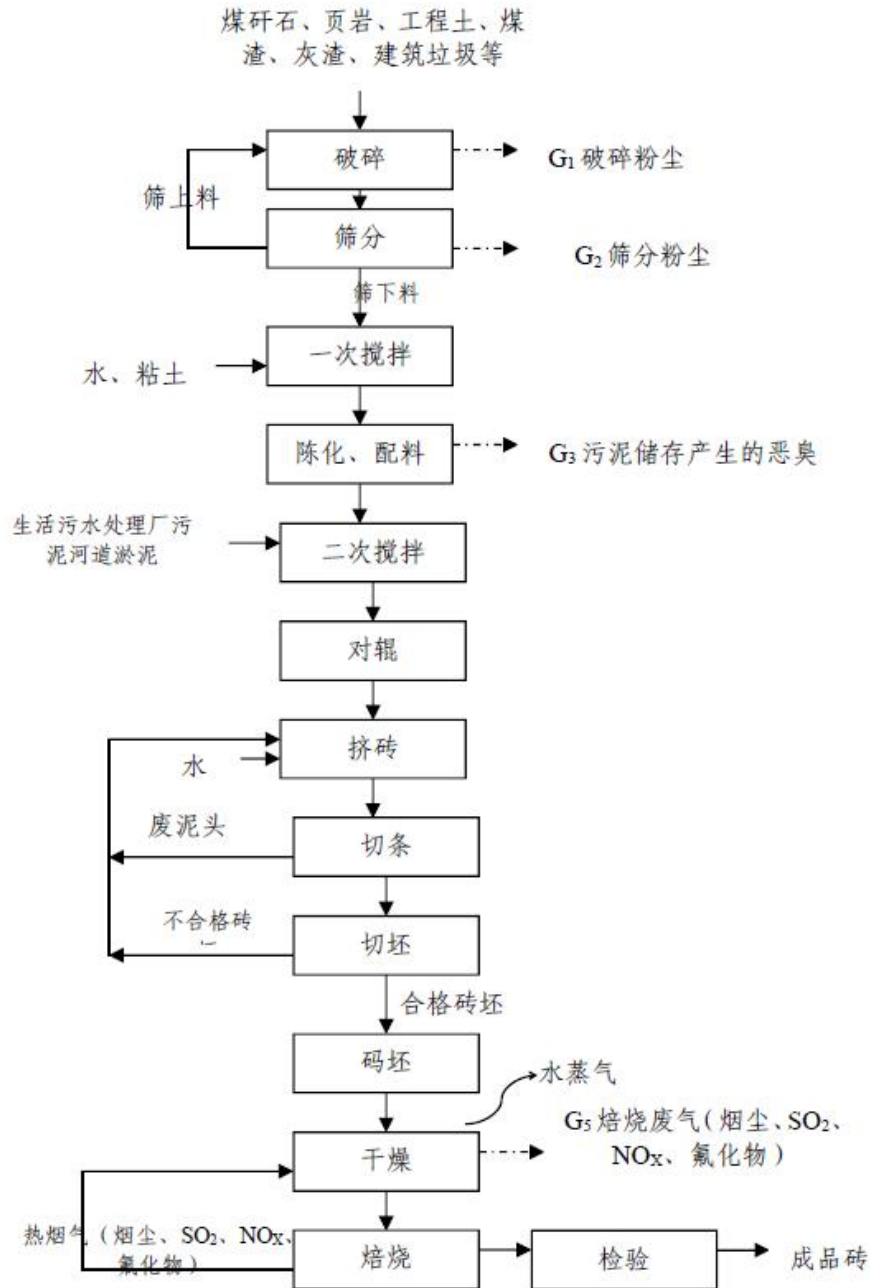 煤矸石、页岩、工程土、煤
渣、灰渣、建筑垃圾等
破碎
G₁ 破碎粉尘
筛上料
筛分
G₂ 筛分粉尘
筛下料
一次搅拌
水、粘土
陈化、配料
G₃ 污泥储存产生的恶臭
生活污水处理厂污
泥河道淤泥
二次搅拌
对辊
挤砖
水
废泥头
切条
不合格砖
切坯
合格砖坯
码坯
水蒸气
G₅ 焙烧废气（烟尘、SO₂、
NOX、氟化物）
干燥
热烟气（烟尘、SO₂、NOX、
氟化物）
焙烧
检验
成品砖